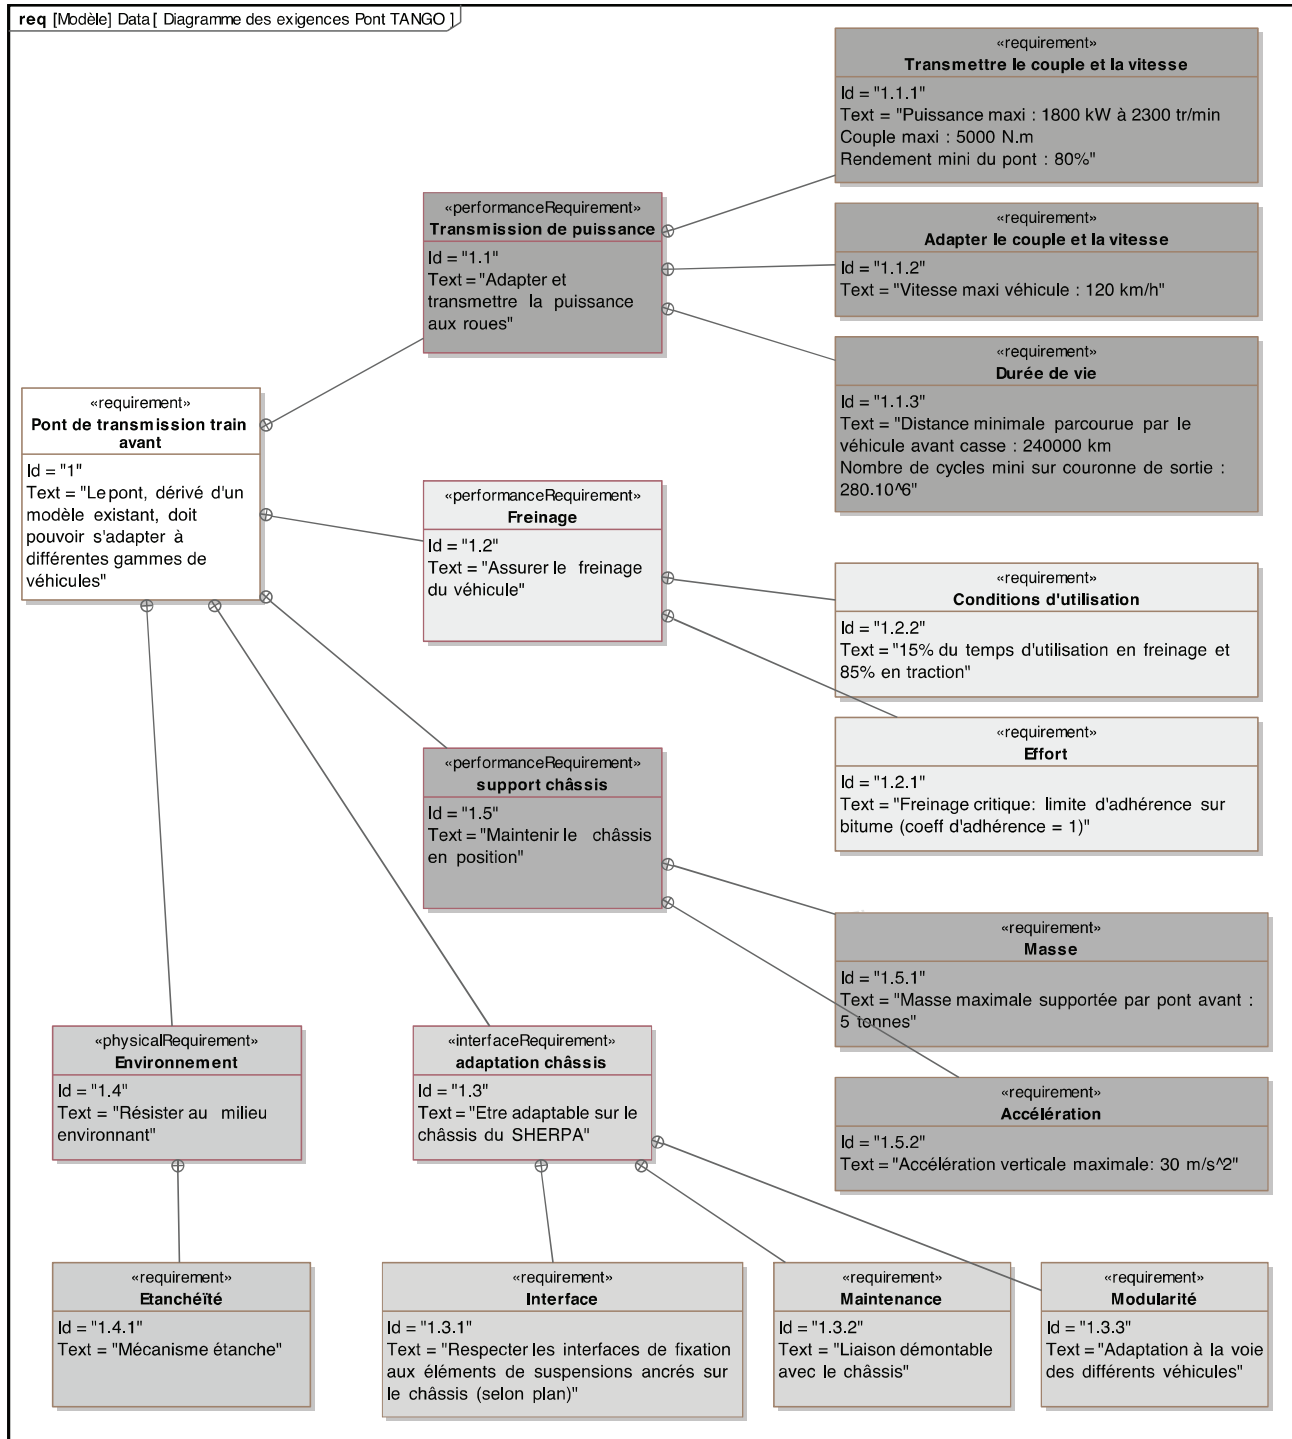 req [Modèle] Data [ Diagramme des exigences Pont TANGO ]
«requirement»
Transmettre le couple et la vitesse
Id = "1.1.1"
Text = "Puissance maxi : 1800 kW à 2300 tr/min
Couple maxi : 5000 N.m
Rendement mini du pont : 80%"
«performanceRequirement»
Transmission de puissance
Id = "1.1"
Text = "Adapter et
transmettre la puissance
aux roues"
«requirement»
Adapter le couple et la vitesse
Id = "1.1.2"
Text = "Vitesse maxi véhicule : 120 km/h"
«requirement»
Durée de vie
Id = "1.1.3"
Text = "Distance minimale parcourue par le
véhicule avant casse : 240000 km
Nombre de cycles mini sur couronne de sortie :
280.10^6"
«requirement»
Pont de transmission train
avant
Id = "1"
Text = "Le pont, dérivé d'un
modèle existant, doit
pouvoir s'adapter à
différentes gammes de
véhicules"
«performanceRequirement»
Freinage
Id = "1.2"
Text = "Assurer le freinage
du véhicule"
«requirement»
Conditions d'utilisation
Id = "1.2.2"
Text = "15% du temps d'utilisation en freinage et
85% en traction"
«requirement»
Effort
Id = "1.2.1"
Text = "Freinage critique: limite d'adhérence sur
bitume (coeff d'adhérence = 1)"
«performanceRequirement»
support châssis
Id = "1.5"
Text = "Maintenir le châssis
en position"
«requirement»
Masse
Id = "1.5.1"
Text = "Masse maximale supportée par pont avant :
5 tonnes"
«physicalRequirement»
Environnement
Id = "1.4"
Text = "Résister au milieu
environnant"
«interfaceRequirement»
adaptation châssis
Id = "1.3"
Text = "Etre adaptable sur le
châssis du SHERPA"
«requirement»
Accélération
Id = "1.5.2"
Text = "Accélération verticale maximale: 30 m/s^2"
«requirement»
Etanchéïté
Id = "1.4.1"
Text = "Mécanisme étanche"
«requirement»
Interface
Id = "1.3.1"
Text = "Respecter les interfaces de fixation
aux éléments de suspensions ancrés sur
le châssis (selon plan)"
«requirement»
Maintenance
Id = "1.3.2"
Text = "Liaison démontable
avec le châssis"
«requirement»
Modularité
Id = "1.3.3"
Text = "Adaptation à la voie
des différents véhicules"